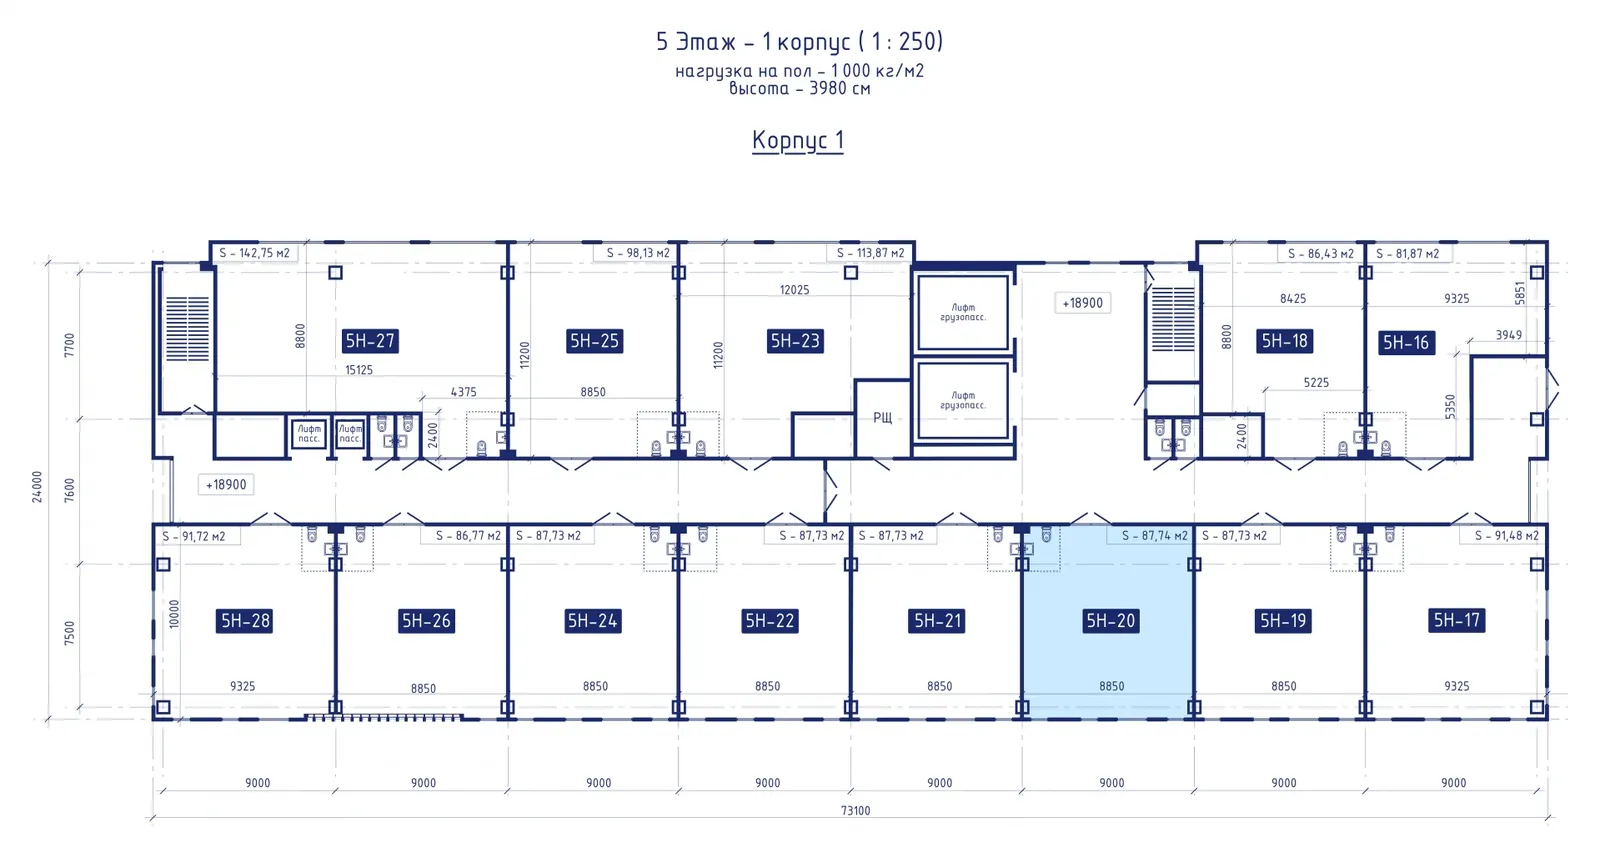 5 Этаж – 1 корпус ( 1 : 250)
нагрузка на пол – 1 000 кг/м2
высота – 3980 см
Корпус 1
S – 142,75 м2
S – 98,13 м2
S – 113,87 м2
S – 86,43 м2
S – 81,87 м2
12025
Лифт
грузопасс.
+18900
8425
9325
5851
7700
8800
5Н-27
11200
5Н-25
11200
5Н-23
8800
5Н-18
5Н-16
3949
15125
4375
8850
5225
5350
Лифт
пасс.
Лифт
пасс.
2400
РЩ
Лифт
грузопасс.
2400
24000
7600
+18900
S – 91,72 м2
S – 86,77 м2
S – 87,73 м2
S – 87,73 м2
S – 87,73 м2
S – 87,74 м2
S – 87,73 м2
S – 91,48 м2
7500
10000
5Н-28
5Н-26
5Н-24
5Н-22
5Н-21
5Н-20
5Н-19
5Н-17
9325
8850
8850
8850
8850
8850
8850
9325
9000
9000
9000
9000
9000
9000
9000
9000
73100